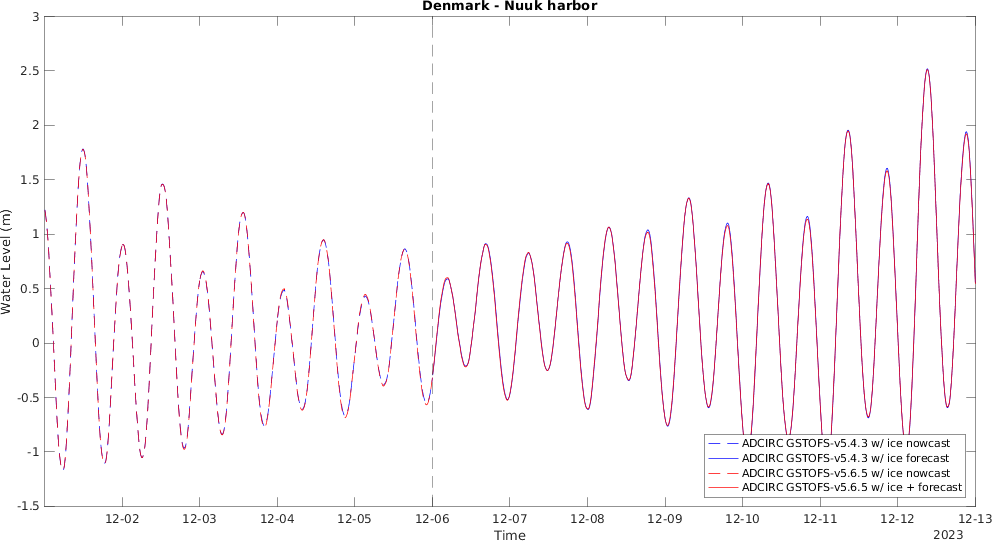 Denmark - Nuuk harbor
3
2.5
2
1.5
1
0.5
0
-0.5
-1
-1.5
Water Level (m)
ADCIRC GSTOFS-v5.4.3 w/ ice nowcast
ADCIRC GSTOFS-v5.4.3 w/ ice forecast
ADCIRC GSTOFS-v5.6.5 w/ ice nowcast
ADCIRC GSTOFS-v5.6.5 w/ ice + forecast
12-02 12-03 12-04 12-05 12-06 12-07 12-08 12-09 12-10 12-11 12-12 12-13
Time
2023